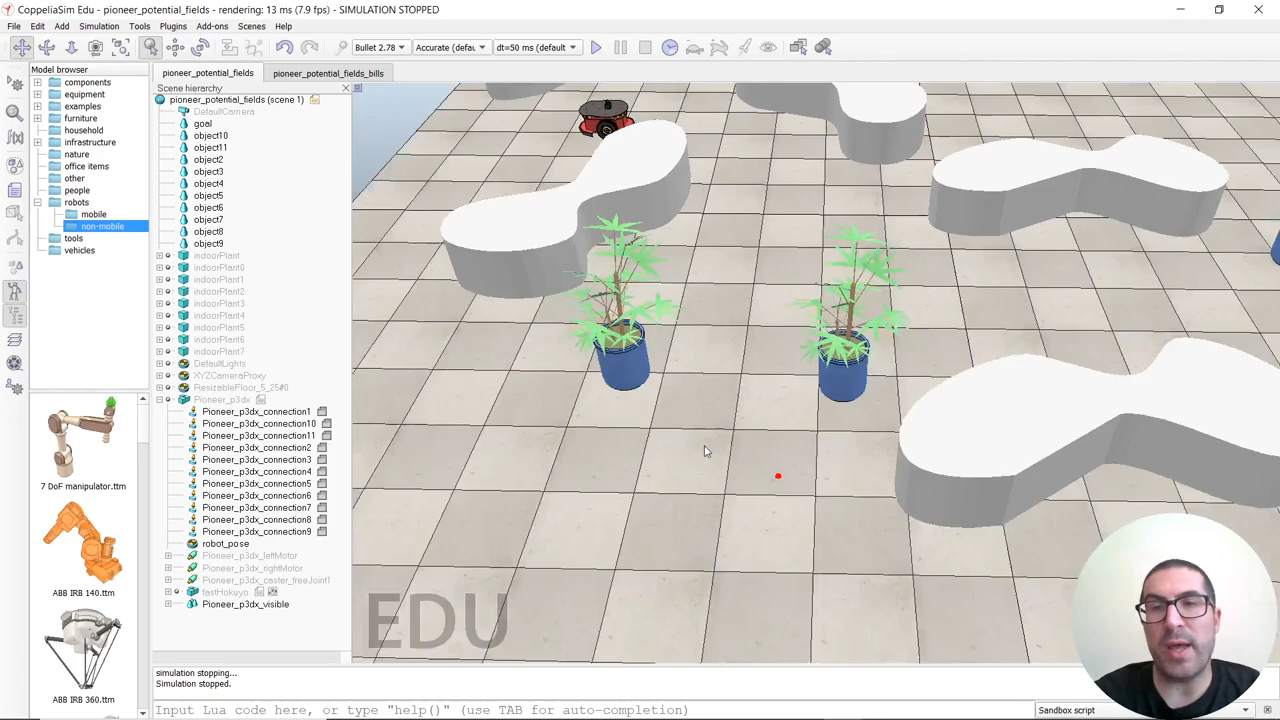 CoppeliaSim Edu - pioneer_potential_fields - rendering: 13 ms (7.9 fps) - SIMULATION STOPPED
File Edit Add Simulation Tools Plugins Add-ons Scenes Help
Bullet 2.78 Accurate (defau dt=50 ms (default)
Model browser
components
equipment
examples
furniture
household
infrastructure
nature
office items
other
people
robots
mobile
non-mobile
tools
vehicles
7 DoF manipulator.ttm
ABB IRB 140.ttm
ABB IRB 360.ttm
pioneer_potential_fields pioneer_potential_fields_bills
Scene hierarchy
pioneer_potential_fields (scene 1)
DefaultCamera
goal
object10
object11
object2
object3
object4
object5
object6
object7
object8
object9
indoorPlant
indoorPlant0
indoorPlant1
indoorPlant2
indoorPlant3
indoorPlant4
indoorPlant5
indoorPlant6
indoorPlant7
DefaultLights
XYZCameraProxy
ResizableFloor_5_25#0
Pioneer_p3dx
Pioneer_p3dx_connection1
Pioneer_p3dx_connection10
Pioneer_p3dx_connection11
Pioneer_p3dx_connection2
Pioneer_p3dx_connection3
Pioneer_p3dx_connection4
Pioneer_p3dx_connection5
Pioneer_p3dx_connection6
Pioneer_p3dx_connection7
Pioneer_p3dx_connection8
Pioneer_p3dx_connection9
robot_pose
Pioneer_p3dx_leftMotor
Pioneer_p3dx_rightMotor
Pioneer_p3dx_caster_freeJoint1
fastHokuyo
Pioneer_p3dx_visible
EDU
simulation stopping...
Simulation stopped.
Input Lua code here, or type "help()" (use TAB for auto-completion)
Sandbox script